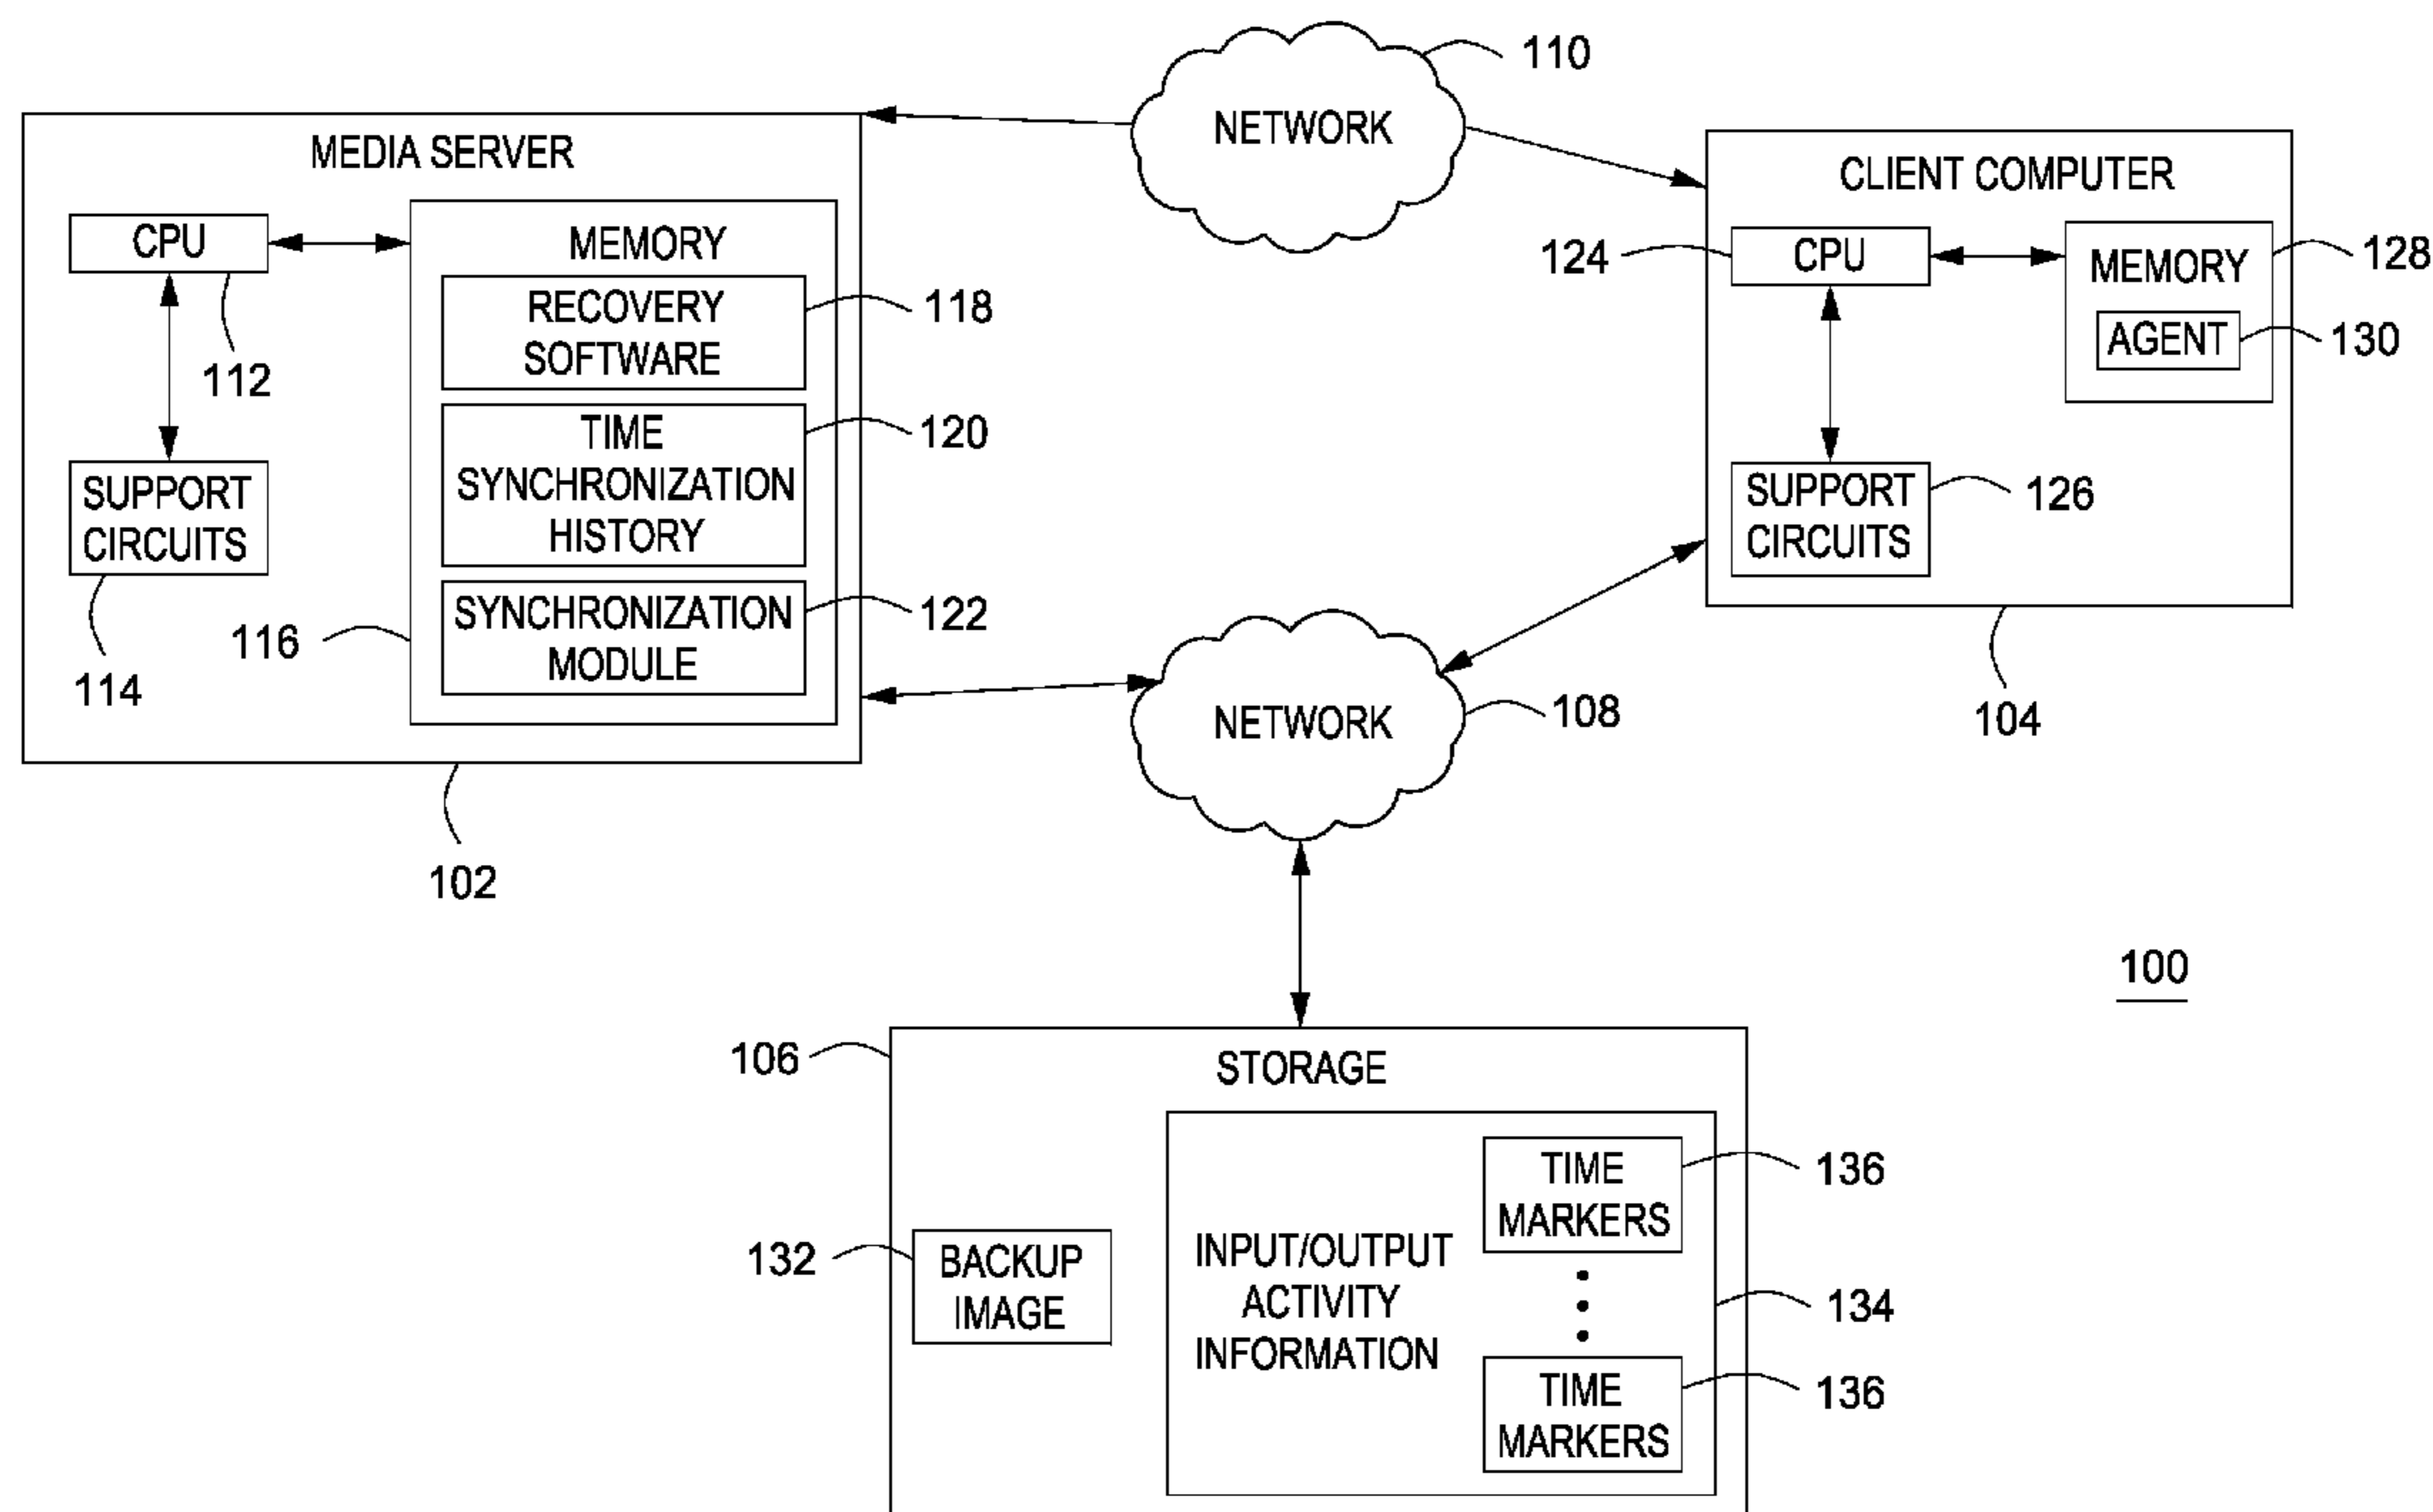 110
NETWORK
MEDIA SERVER
CPU
112
SUPPORT
CIRCUITS
114
116
MEMORY
RECOVERY
SOFTWARE
118
TIME
SYNCHRONIZATION
HISTORY
120
SYNCHRONIZATION
MODULE
122
102
CLIENT COMPUTER
124
CPU
MEMORY
128
AGENT
130
SUPPORT
CIRCUITS
126
104
NETWORK
108
100
106
STORAGE
132
BACKUP
IMAGE
INPUT/OUTPUT
ACTIVITY
INFORMATION
TIME
MARKERS
136
134
TIME
MARKERS
136